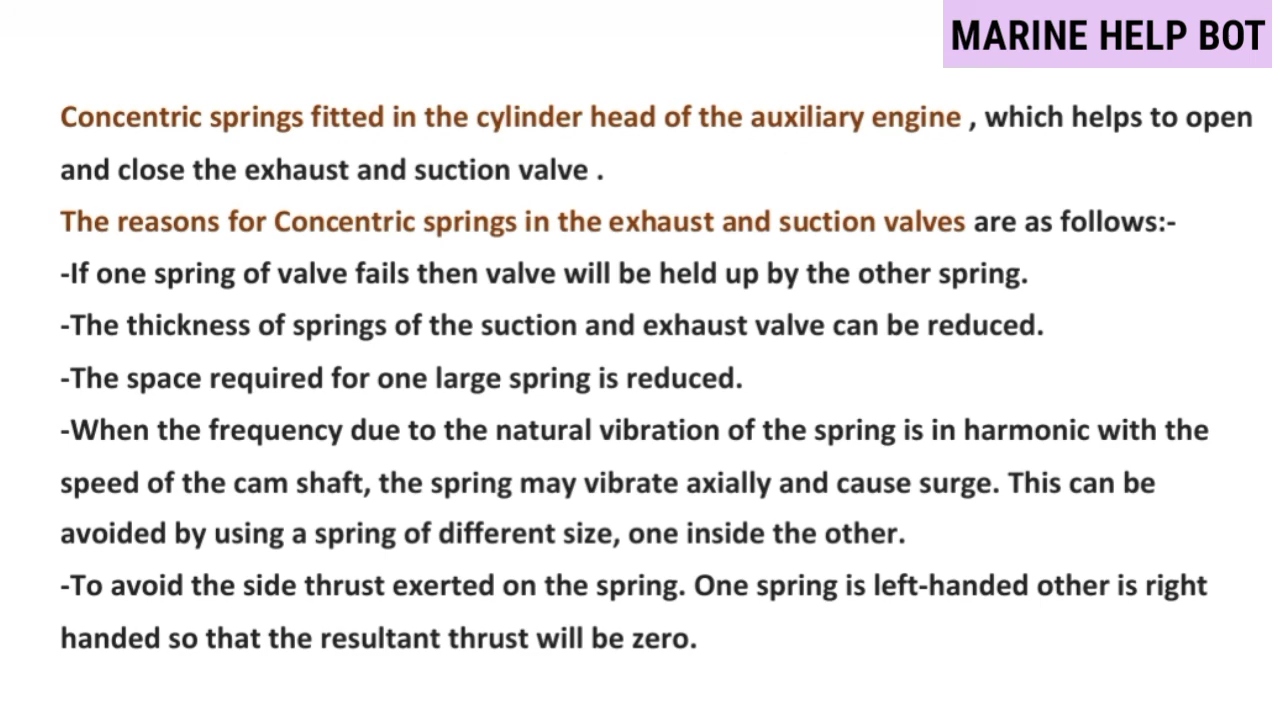 MARINE HELP BOT
Concentric springs fitted in the cylinder head of the auxiliary engine , which helps to open
and close the exhaust and suction valve .
The reasons for Concentric springs in the exhaust and suction valves are as follows:-
-If one spring of valve fails then valve will be held up by the other spring.
-The thickness of springs of the suction and exhaust valve can be reduced.
-The space required for one large spring is reduced.
-When the frequency due to the natural vibration of the spring is in harmonic with the
speed of the cam shaft, the spring may vibrate axially and cause surge. This can be
avoided by using a spring of different size, one inside the other.
-To avoid the side thrust exerted on the spring. One spring is left-handed other is right
handed so that the resultant thrust will be zero.